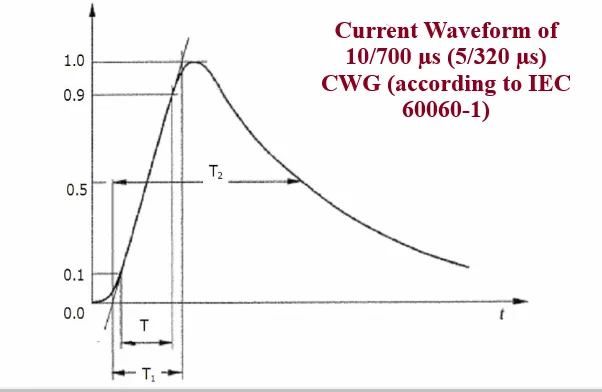 Current Waveform of
10/700 µs (5/320 µs)
CWG (according to IEC
60060-1)
1.0
0.9
T₂
0.5
0.1
0.0
t
T
T₁